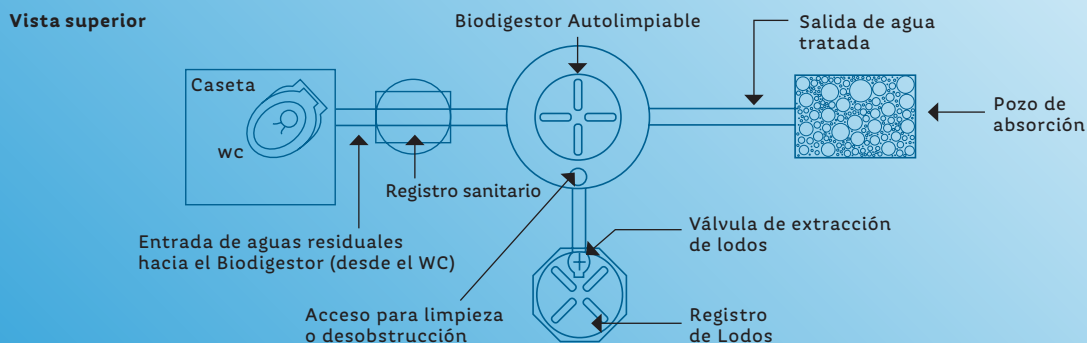 Vista superior
Biodigestor Autolimpiable
Salida de agua
tratada
Caseta
WC
Pozo de
absorción
Registro sanitario
Entrada de aguas residuales
hacia el Biodigestor (desde el WC)
Válvula de extracción
de lodos
Acceso para limpieza
o desobstrucción
Registro
de Lodos